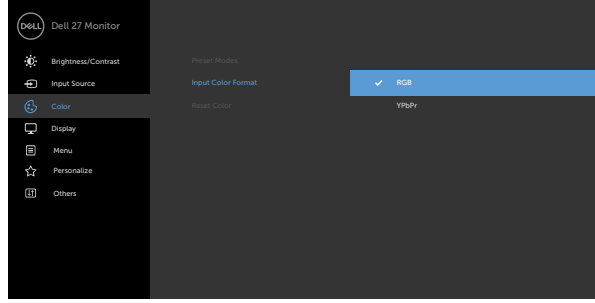 DELL
Dell 27 Monitor
Brightness/Contrast
Input Source
Color
Display
Menu
Personalize
Others
Preset Modes
Input Color Format
Reset Color
RGB
YPbPr